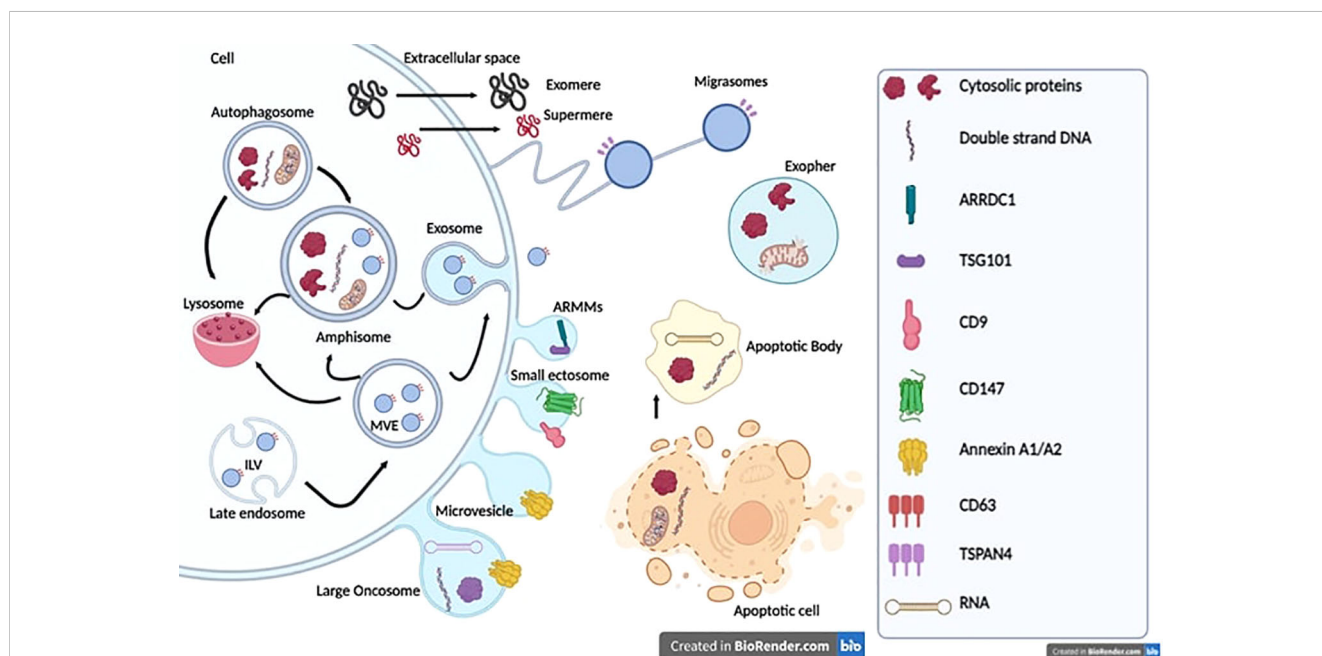 Cell
Extracellular space
Exomere
Supermere
Migrasomes
Autophagosome
Exopher
Exosome
Lysosome
Amphisome
ARMMs
Small ectosome
Apoptotic Body
MVE
ILV
Late endosome
Microvesicle
Large Oncosome
Apoptotic cell
Created in BioRender.com bio
Cytosolic proteins
Double strand DNA
ARRDC1
TSG101
CD9
CD147
Annexin A1/A2
CD63
TSPAN4
RNA
Created in BioRender.com bio